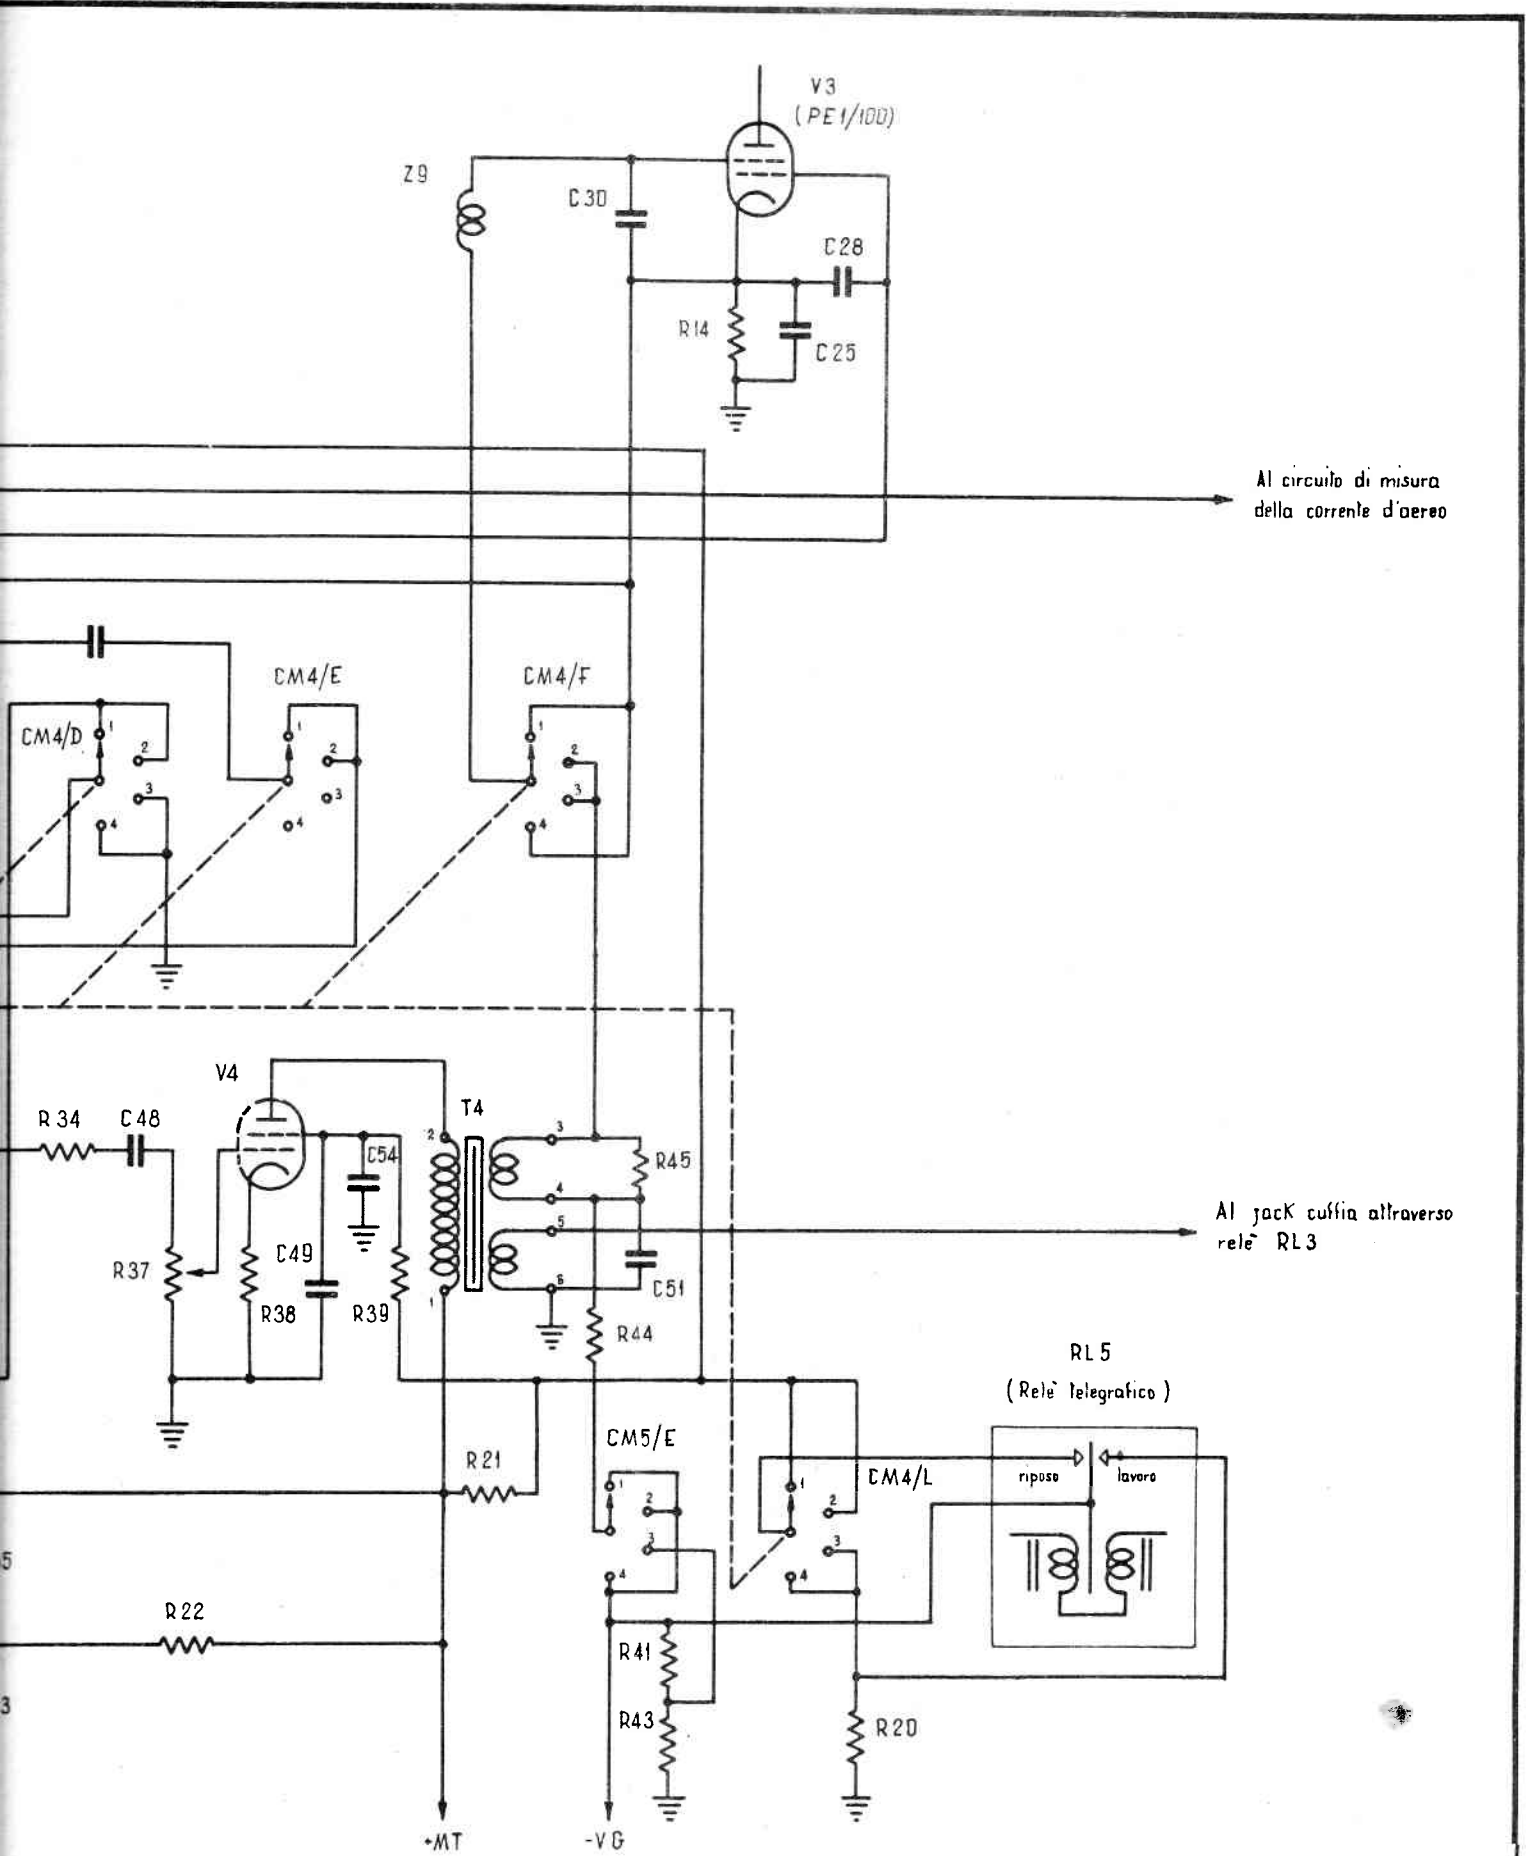 V3
(PE1/100)
Z9
C30
C28
R14
C25
Al circuito di misura
della corrente d'aereo
CM4/E
CM4/F
CM4/D
1
2
3
4
1
2
3
4
1
2
3
4
V4
T4
R34
C48
2
3
C54
R45
4
5
Al jack cuffia attraverso
relè RL3
R37
C49
6
C51
R38
R39
1
R44
RL5
(Relè telegrafico)
CM5/E
R21
CM4/L
riposo
lavoro
1
2
3
4
1
2
3
4
5
R22
R41
3
R43
R20
+MT
-VG